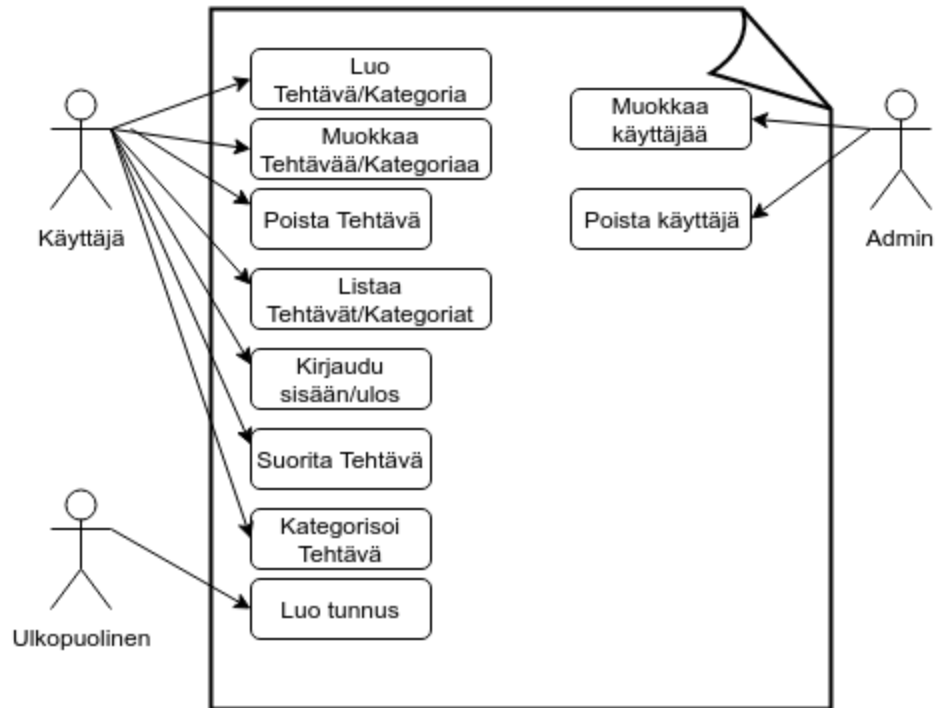 Luo
Tehtävä/Kategoria
Muokkaa
Tehtävää/Kategoriaa
Poista Tehtävä
Listaa
Tehtävät/Kategoriat
Kirjaudu
sisään/ulos
Suorita Tehtävä
Kategorisoi
Tehtävä
Luo tunnus
Muokkaa
käyttäjää
Poista käyttäjä
Käyttäjä
Ulkopuolinen
Admin